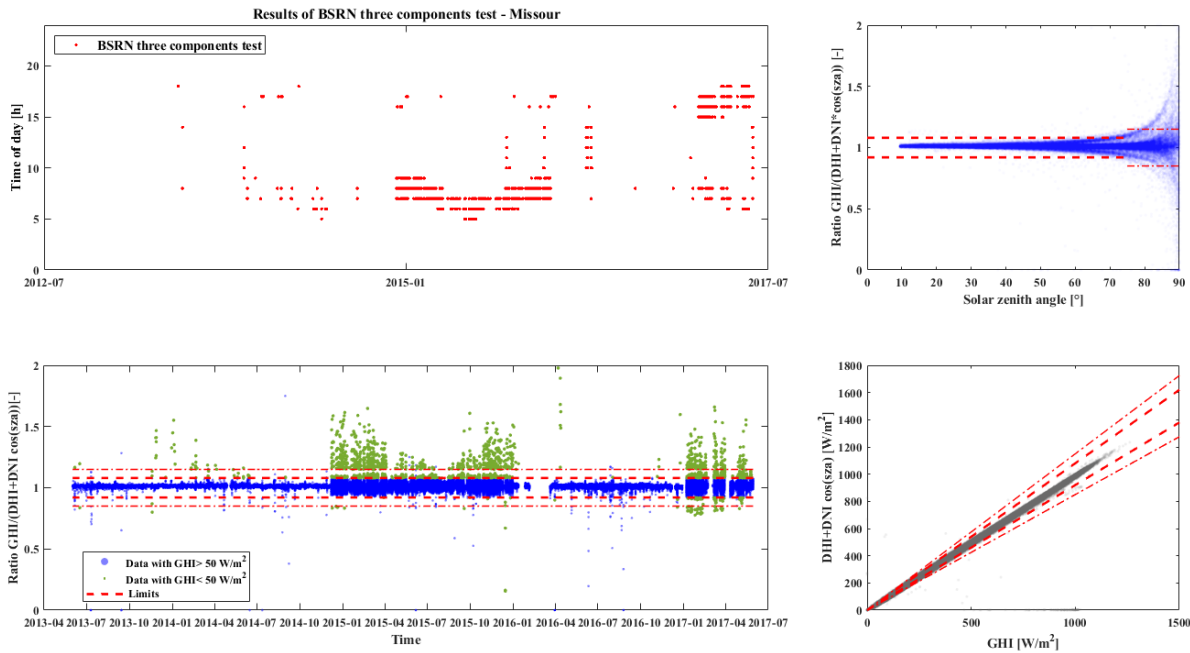 Results of BSRN three components test - Missour
BSRN three components test
Time of day [h]
20
15
10
5
0
2012-07
2015-01
2017-07
Ratio GHI/(DHI+DNI*cos(sza)) [-]
2
1.5
1
0.5
0
0 10 20 30 40 50 60 70 80 90
Solar zenith angle [°]
Ratio GHI/(DHI+DNI cos(sza))[-]
2
1.5
1
0.5
0
Data with GHI> 50 W/m²
Data with GHI< 50 W/m²
Limits
2013-04 2013-07 2013-10 2014-01 2014-04 2014-07 2014-10 2015-01 2015-04 2015-07 2015-10 2016-01 2016-04 2016-07 2016-10 2017-01 2017-04 2017-07
Time
DHI+DNI cos(sza) [W/m²]
1800
1600
1400
1200
1000
800
600
400
200
0
0 500 1000 1500
GHI [W/m²]